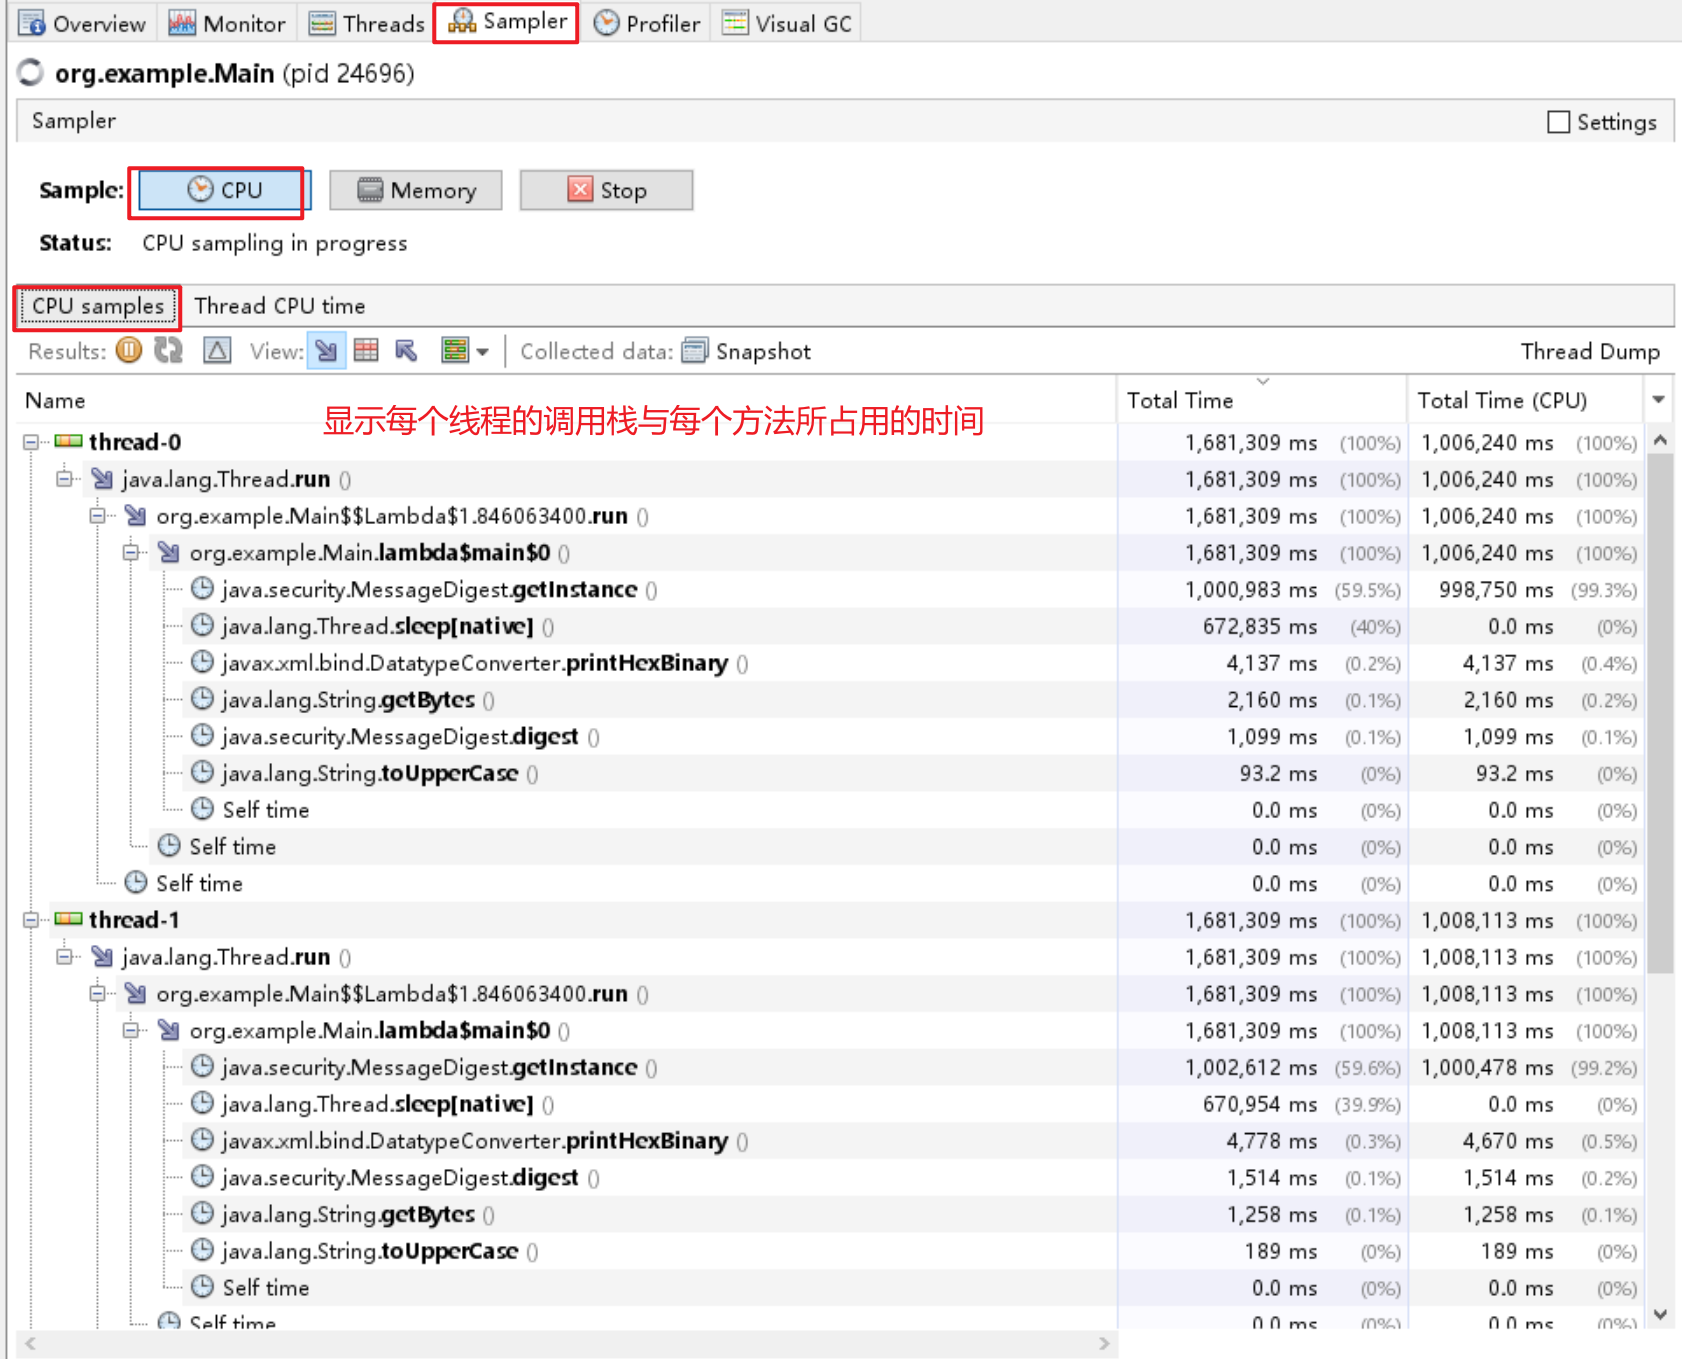 Overview Monitor Threads Sampler Profiler Visual GC
org.example.Main (pid 24696)
Sampler Settings
Sample: CPU Memory Stop
Status: CPU sampling in progress
CPU samples Thread CPU time
Results: View: Collected data: Snapshot Thread Dump
Name Total Time Total Time (CPU)
显示每个线程的调用栈与每个方法所占用的时间
thread-0 1,681,309 ms (100%) 1,006,240 ms (100%)
java.lang.Thread.run () 1,681,309 ms (100%) 1,006,240 ms (100%)
org.example.Main$$Lambda$1.846063400.run () 1,681,309 ms (100%) 1,006,240 ms (100%)
org.example.Main.lambda$main$0 () 1,681,309 ms (100%) 1,006,240 ms (100%)
java.security.MessageDigest.getInstance () 1,000,983 ms (59.5%) 998,750 ms (99.3%)
java.lang.Thread.sleep[native] () 672,835 ms (40%) 0.0 ms (0%)
javax.xml.bind.DatatypeConverter.printHexBinary () 4,137 ms (0.2%) 4,137 ms (0.4%)
java.lang.String.getBytes () 2,160 ms (0.1%) 2,160 ms (0.2%)
java.security.MessageDigest.digest () 1,099 ms (0.1%) 1,099 ms (0.1%)
java.lang.String.toUpperCase () 93.2 ms (0%) 93.2 ms (0%)
Self time 0.0 ms (0%) 0.0 ms (0%)
Self time 0.0 ms (0%) 0.0 ms (0%)
Self time 0.0 ms (0%) 0.0 ms (0%)
thread-1 1,681,309 ms (100%) 1,008,113 ms (100%)
java.lang.Thread.run () 1,681,309 ms (100%) 1,008,113 ms (100%)
org.example.Main$$Lambda$1.846063400.run () 1,681,309 ms (100%) 1,008,113 ms (100%)
org.example.Main.lambda$main$0 () 1,681,309 ms (100%) 1,008,113 ms (100%)
java.security.MessageDigest.getInstance () 1,002,612 ms (59.6%) 1,000,478 ms (99.2%)
java.lang.Thread.sleep[native] () 670,954 ms (39.9%) 0.0 ms (0%)
javax.xml.bind.DatatypeConverter.printHexBinary () 4,778 ms (0.3%) 4,670 ms (0.5%)
java.security.MessageDigest.digest () 1,514 ms (0.1%) 1,514 ms (0.2%)
java.lang.String.getBytes () 1,258 ms (0.1%) 1,258 ms (0.1%)
java.lang.String.toUpperCase () 189 ms (0%) 189 ms (0%)
Self time 0.0 ms (0%) 0.0 ms (0%)
Self time 0.0 ms (0%) 0.0 ms (0%)